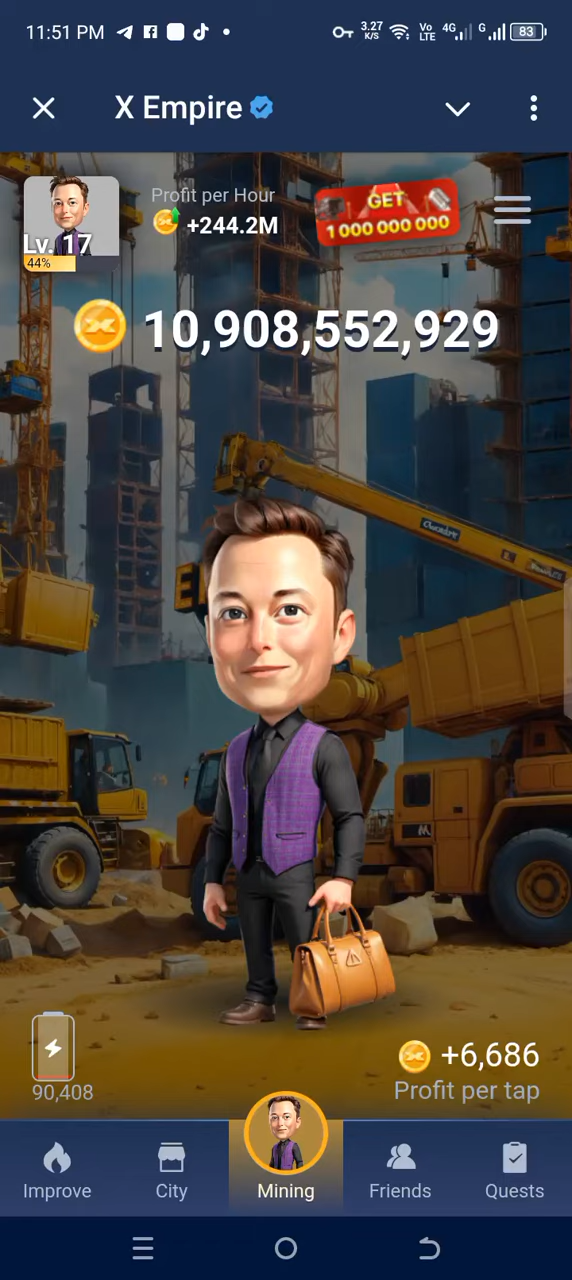 11:51 PM
3.27 K/S
Vo LTE
4G
G
83
X Empire
Profit per Hour
+244.2M
GET
1 000 000 000
Lv. 17
44%
10,908,552,929
+6,686
Profit per tap
90,408
Improve
City
Mining
Friends
Quests